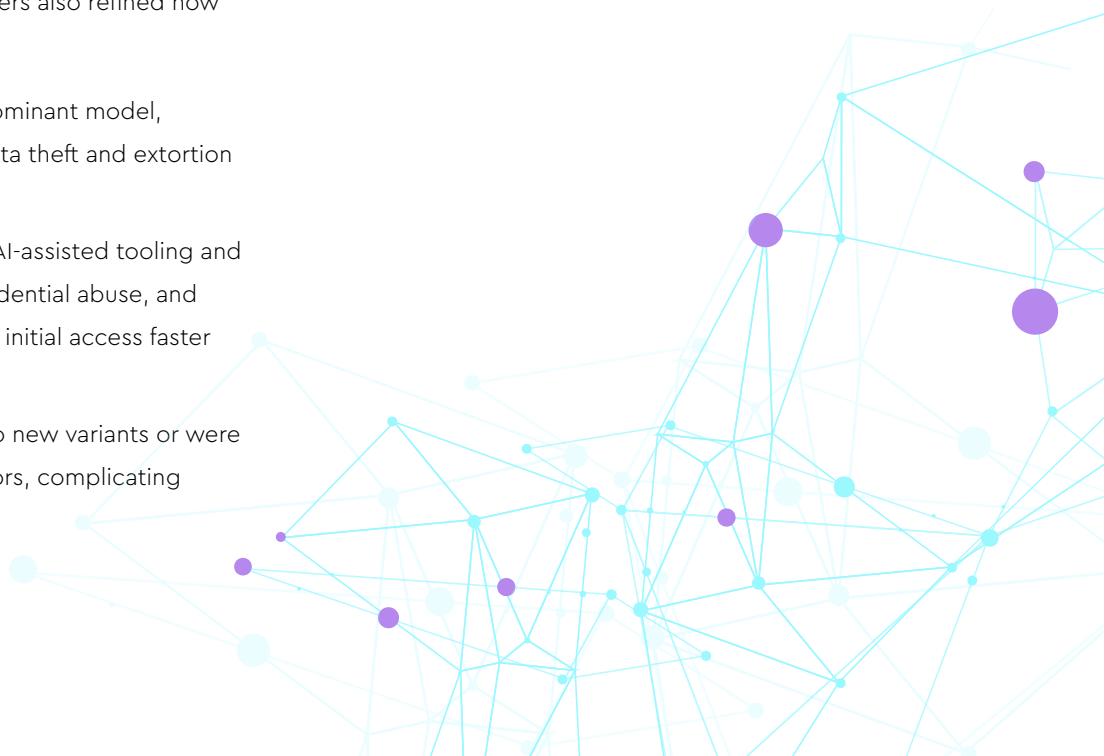 ers also refined how
ominant model,
ta theft and extortion
AI-assisted tooling and
dential abuse, and
initial access faster
o new variants or were
ors, complicating